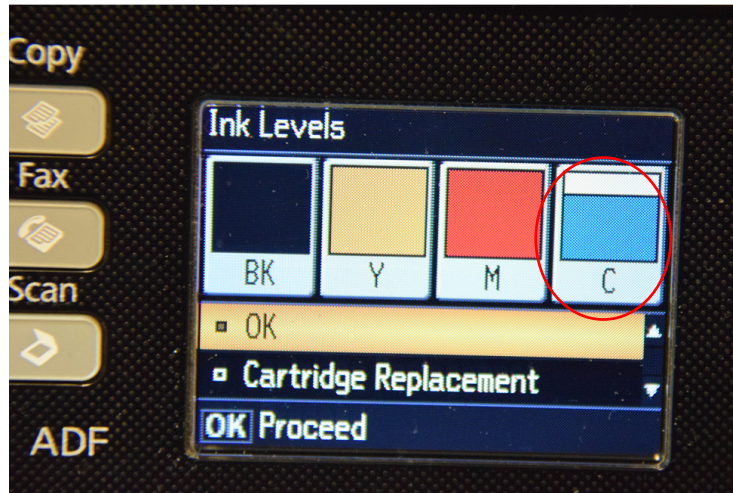 Copy
Fax
Scan
ADF
Ink Levels
BK Y M C
OK
Cartridge Replacement
OK Proceed